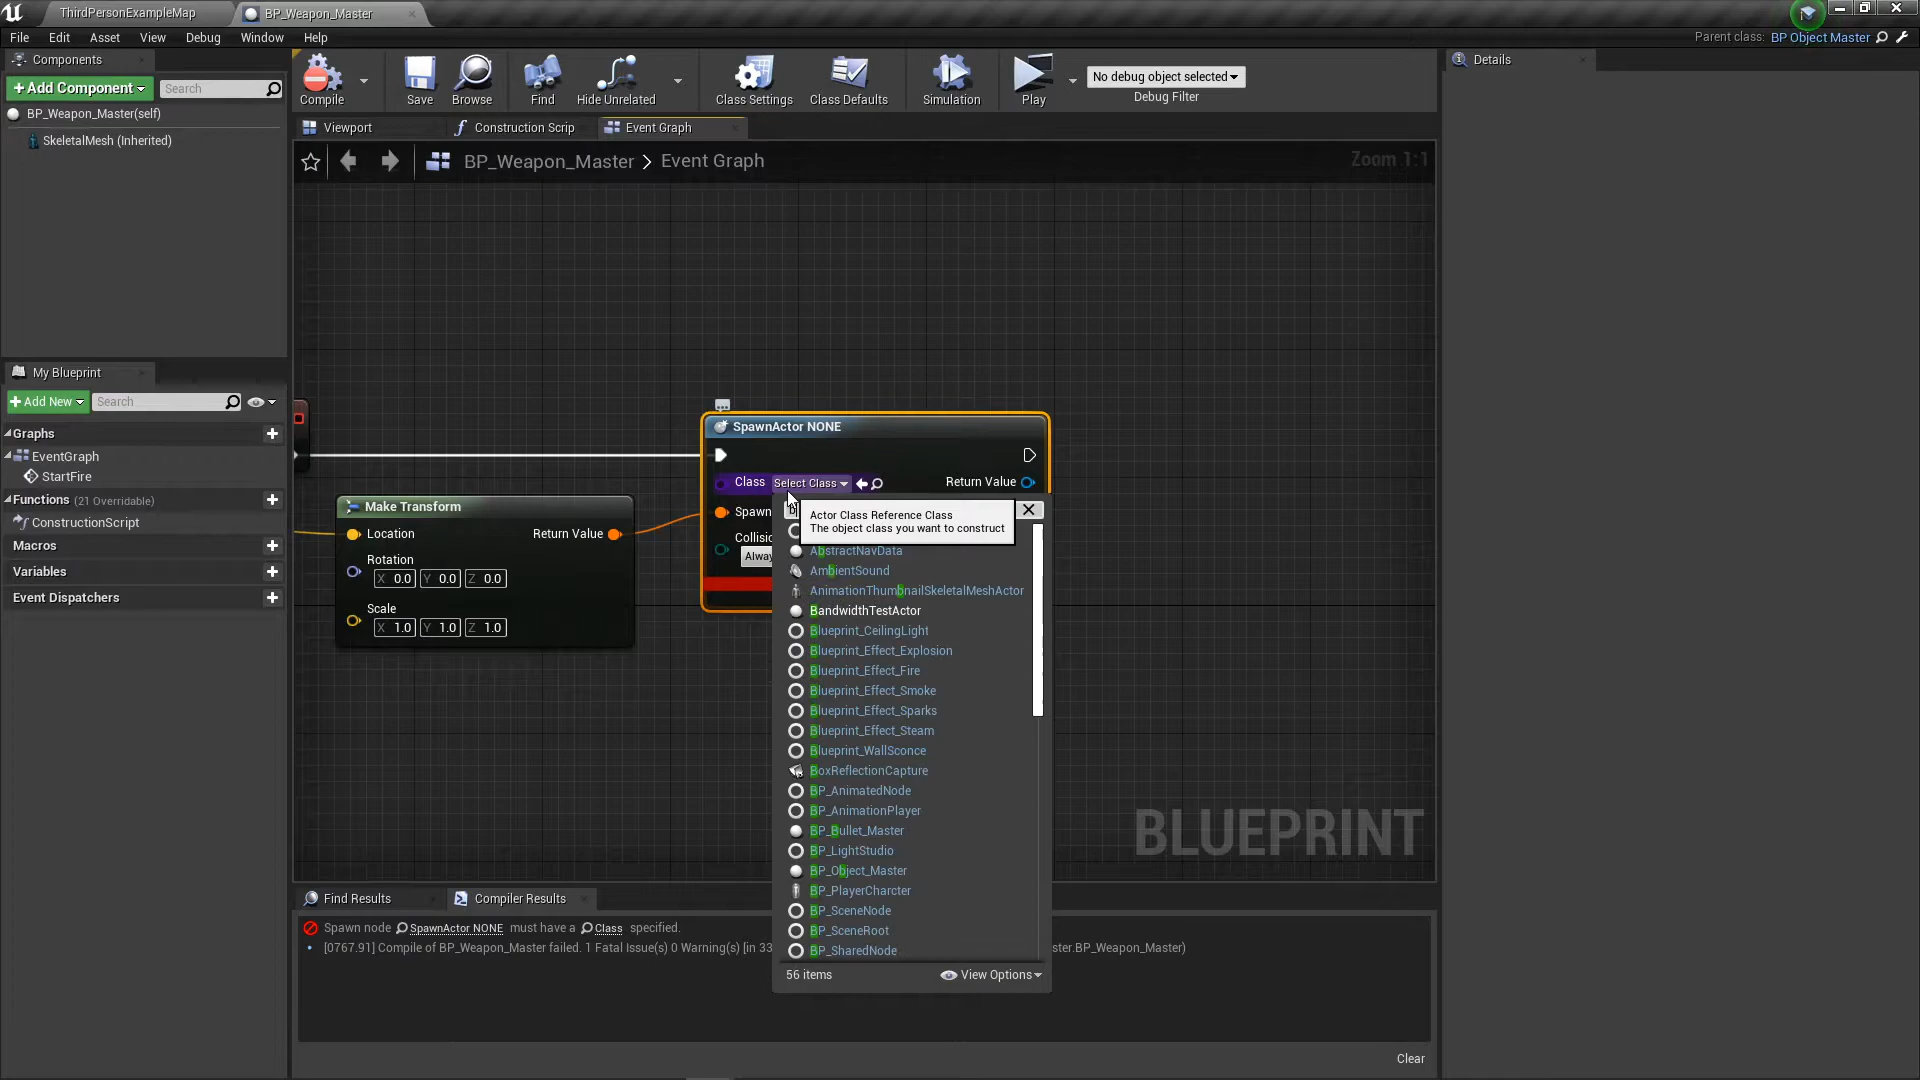 ThirdPersonExampleMap
BP_Weapon_Master
File Edit Asset View Debug Window Help
Parent class: BP Object Master
Components
+Add Component
Search
BP_Weapon_Master(self)
SkeletalMesh (Inherited)
Compile
Save
Browse
Find
Hide Unrelated
Class Settings
Class Defaults
Simulation
Play
No debug object selected
Debug Filter
Details
Viewport
Construction Scrip
Event Graph
BP_Weapon_Master > Event Graph
Zoom 1:1
My Blueprint
+Add New
Search
Graphs
EventGraph
StartFire
Functions (21 Overridable)
ConstructionScript
Macros
Variables
Event Dispatchers
Make Transform
Location
Return Value
Rotation
X 0.0 Y 0.0 Z 0.0
Scale
X 1.0 Y 1.0 Z 1.0
SpawnActor NONE
Class Select Class
Return Value
Spawn
Collisio
Alway
Actor Class Reference Class
The object class you want to construct
AbstractNavData
AmbientSound
AnimationThumbnailSkeletalMeshActor
BandwidthTestActor
Blueprint_CeilingLight
Blueprint_Effect_Explosion
Blueprint_Effect_Fire
Blueprint_Effect_Smoke
Blueprint_Effect_Sparks
Blueprint_Effect_Steam
Blueprint_WallSconce
BoxReflectionCapture
BP_AnimatedNode
BP_AnimationPlayer
BP_Bullet_Master
BP_LightStudio
BP_Object_Master
BP_PlayerCharcter
BP_SceneNode
BP_SceneRoot
BP_SharedNode
56 items
View Options
BLUEPRINT
Find Results
Compiler Results
Spawn node SpawnActor NONE must have a Class specified.
[0767.91] Compile of BP_Weapon_Master failed. 1 Fatal Issue(s) 0 Warning(s) [in 33 ster.BP_Weapon_Master)
Clear